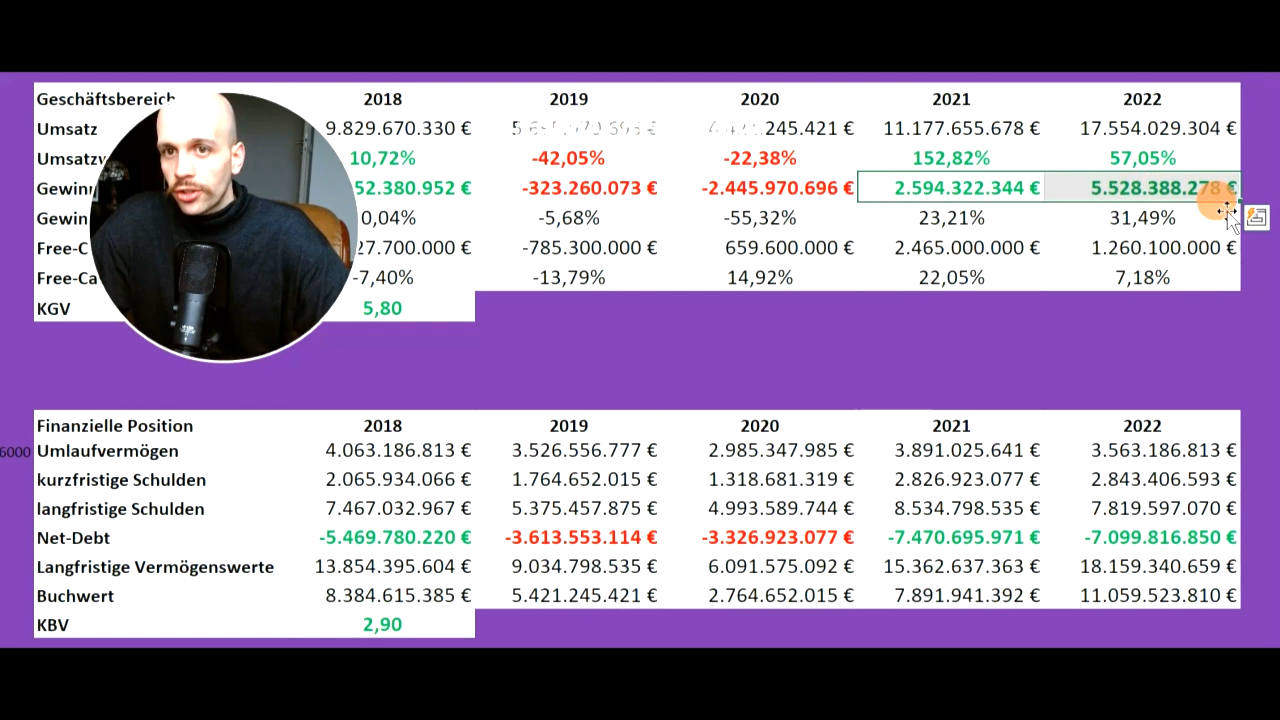 Geschäftsbereich 2018 2019 2020 2021 2022
Umsatz 9.829.670.330 € 11.177.655.678 € 17.554.029.304 €
10,72% -42,05% -22,38% 152,82% 57,05%
52.380.952 € -323.260.073 € -2.445.970.696 € 2.594.322.344 € 5.528.388.278 €
0,04% -5,68% -55,32% 23,21% 31,49%
27.700.000 € -785.300.000 € 659.600.000 € 2.465.000.000 € 1.260.100.000 €
-7,40% -13,79% 14,92% 22,05% 7,18%
KGV 5,80
Finanzielle Position 2018 2019 2020 2021 2022
6000 Umlaufvermögen 4.063.186.813 € 3.526.556.777 € 2.985.347.985 € 3.891.025.641 € 3.563.186.813 €
kurzfristige Schulden 2.065.934.066 € 1.764.652.015 € 1.318.681.319 € 2.826.923.077 € 2.843.406.593 €
langfristige Schulden 7.467.032.967 € 5.375.457.875 € 4.993.589.744 € 8.534.798.535 € 7.819.597.070 €
Net-Debt -5.469.780.220 € -3.613.553.114 € -3.326.923.077 € -7.470.695.971 € -7.099.816.850 €
Langfristige Vermögenswerte 13.854.395.604 € 9.034.798.535 € 6.091.575.092 € 15.362.637.363 € 18.159.340.659 €
Buchwert 8.384.615.385 € 5.421.245.421 € 2.764.652.015 € 7.891.941.392 € 11.059.523.810 €
KBV 2,90